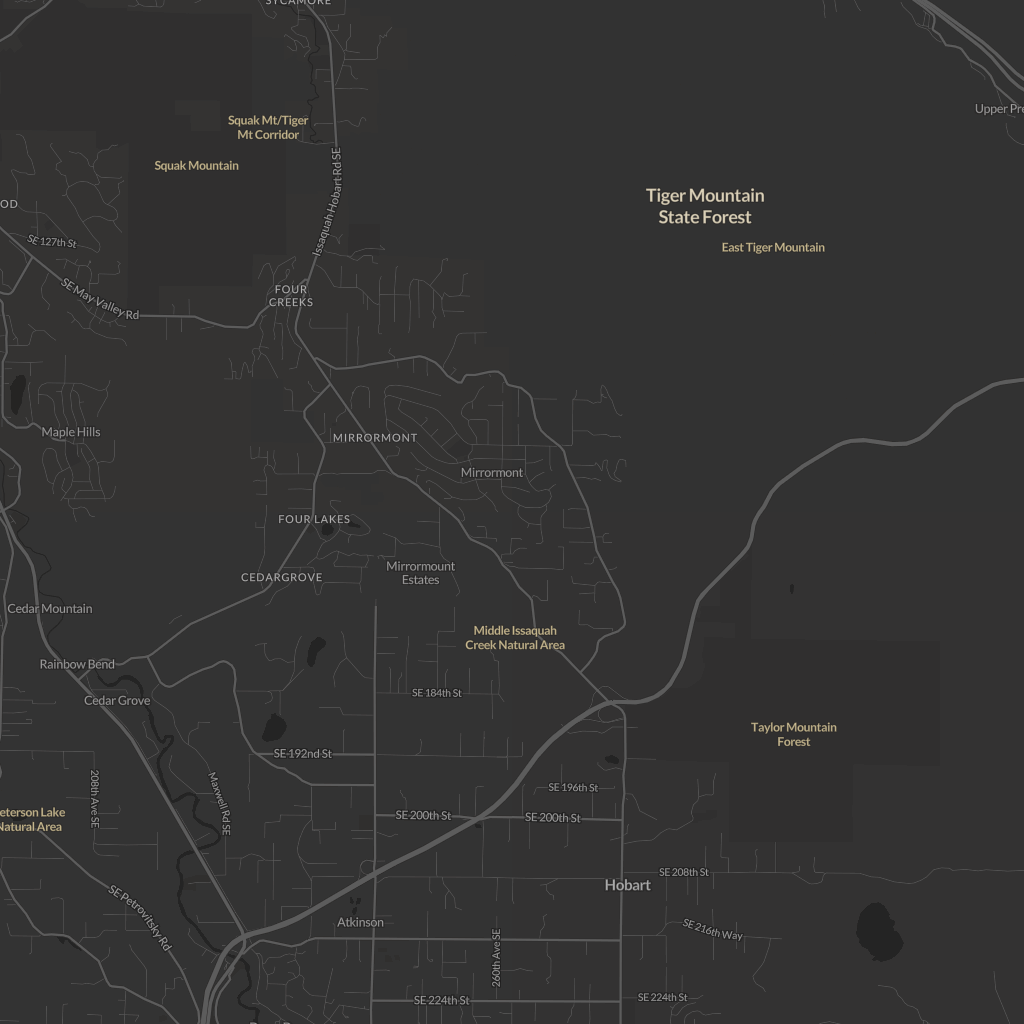 SYCAMORE
Upper Pre
Squak Mt/Tiger
Mt Corridor
Squak Mountain
Issaquah Hobart Rd SE
Tiger Mountain
State Forest
OD
SE 127th St
East Tiger Mountain
SE May Valley Rd
FOUR
CREEKS
Maple Hills
MIRRORMONT
Mirrormont
FOUR LAKES
CEDARGROVE
Mirrormount
Estates
Cedar Mountain
Middle Issaquah
Creek Natural Area
Rainbow Bend
Cedar Grove
SE 184th St
Taylor Mountain
Forest
SE 192nd St
208th Ave SE
Maxwell Rd SE
SE 196th St
eterson Lake
Natural Area
SE 200th St
SE 200th St
SE 208th St
Hobart
SE Petrovitsky Rd
Atkinson
SE 216th Way
260th Ave SE
SE 224th St
SE 224th St